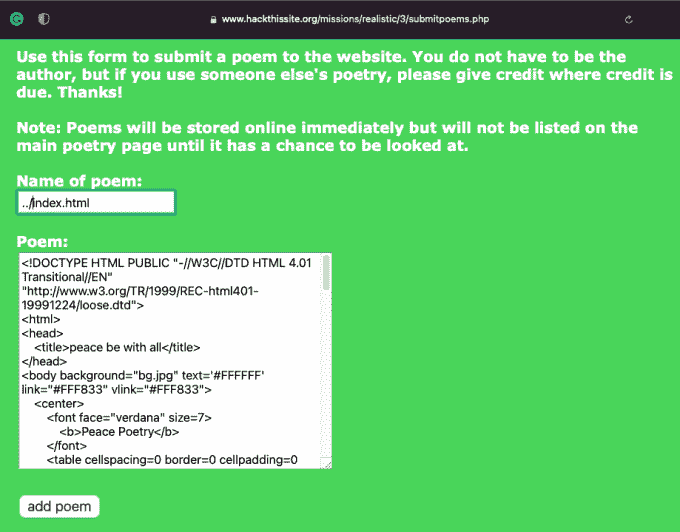 www.hackthissite.org/missions/realistic/3/submitpoems.php
Use this form to submit a poem to the website. You do not have to be the
author, but if you use someone else's poetry, please give credit where credit is
due. Thanks!
Note: Poems will be stored online immediately but will not be listed on the
main poetry page until it has a chance to be looked at.
Name of poem:
../index.html
Poem:
<!DOCTYPE HTML PUBLIC "-//W3C//DTD HTML 4.01
Transitional//EN"
"http://www.w3.org/TR/1999/REC-html401-
19991224/loose.dtd">
<html>
<head>
<title>peace be with all</title>
</head>
<body background="bg.jpg" text='#FFFFFF'
link="#FFF833" vlink="#FFF833">
<center>
<font face="verdana" size=7>
<b>Peace Poetry</b>
</font>
<table cellspacing=0 border=0 cellpadding=0
add poem